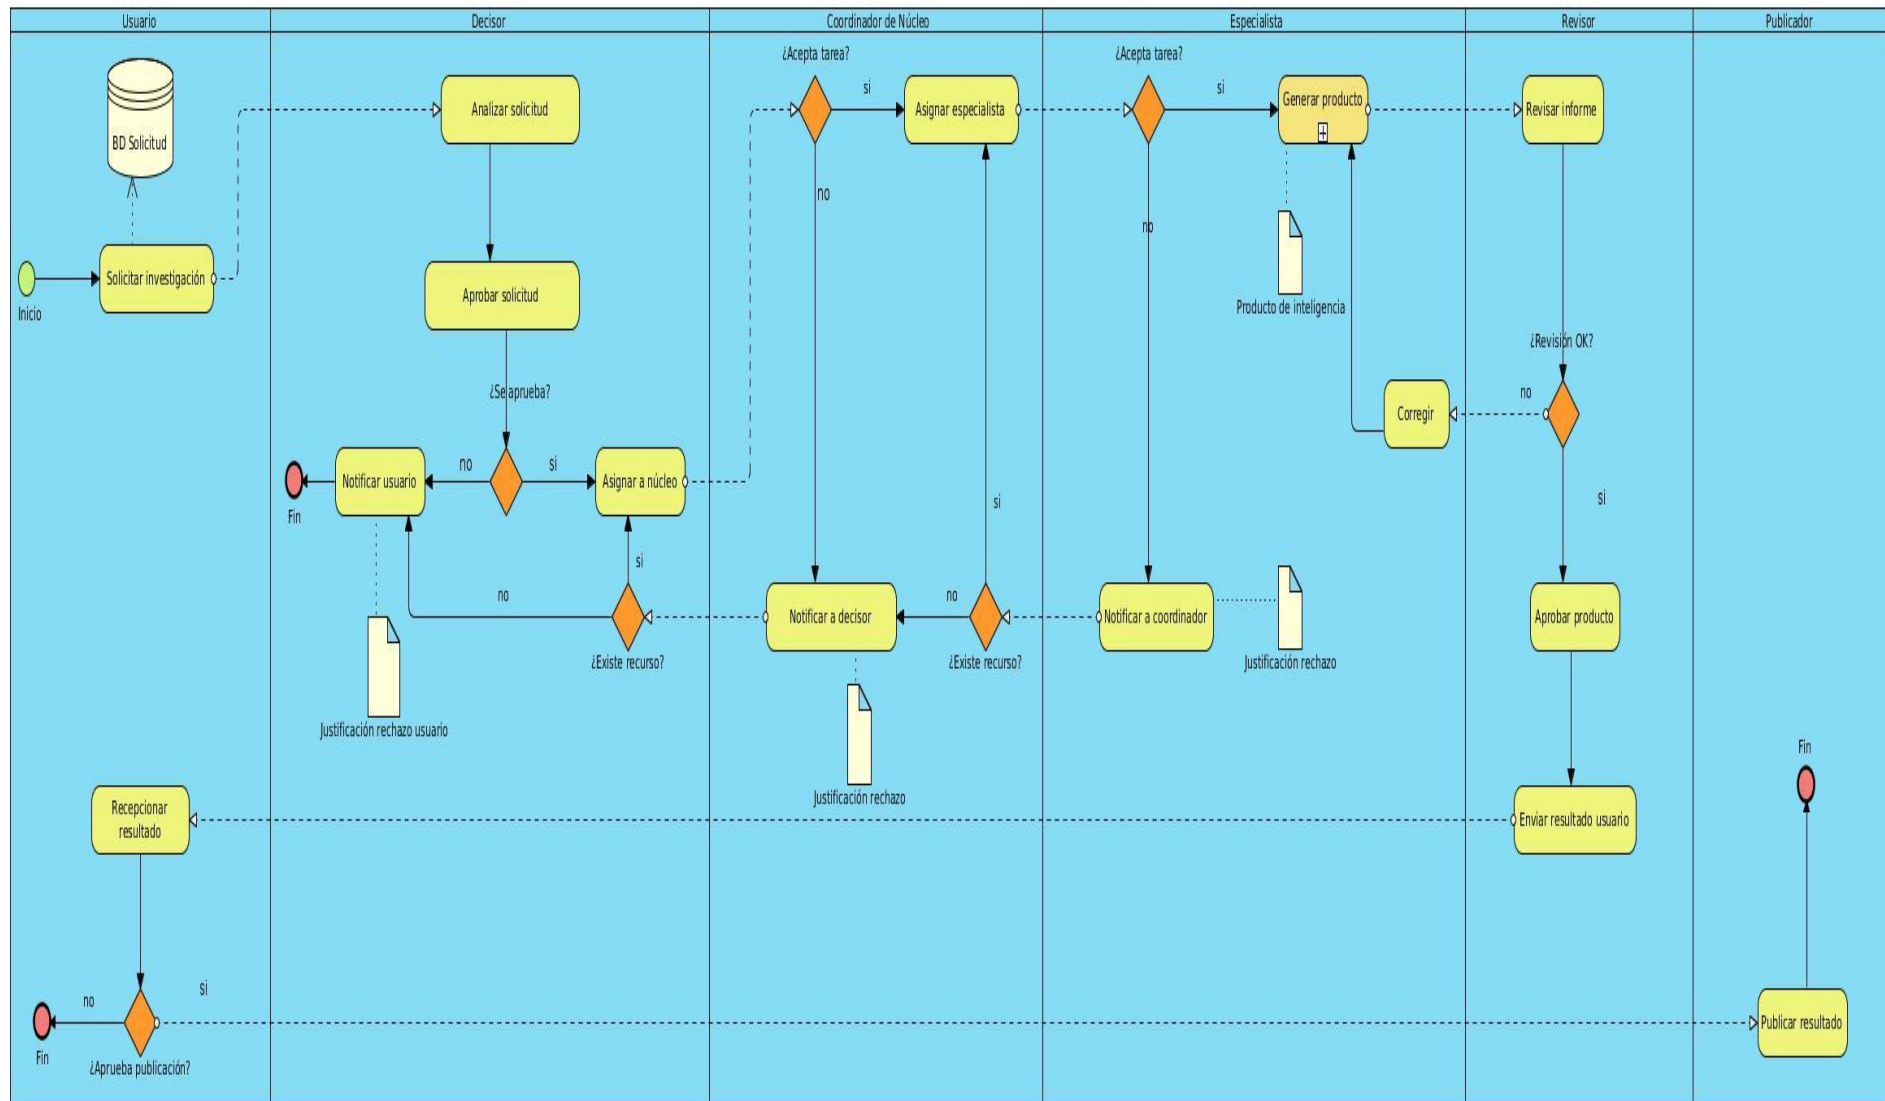 Usuario
Decisor
Coordinador de Núcleo
Especialista
Revisor
Publicador
¿Acepta tarea?
¿Acepta tarea?
BD Solicitud
Analizar solicitud
si
Asignar especialista
si
Generar producto
Revisar informe
no
no
Solicitar investigación
Inicio
Aprobar solicitud
Producto de inteligencia
¿Revisión OK?
¿Se aprueba?
no
Corregir
no
si
Notificar usuario
Asignar a núcleo
Fin
si
si
si
no
no
Notificar a decisor
Notificar a coordinador
Aprobar producto
¿Existe recurso?
¿Existe recurso?
Justificación rechazo
Justificación rechazo usuario
Justificación rechazo
Fin
Recepcionar
resultado
Enviar resultado usuario
no
si
Publicar resultado
Fin
¿Aprueba publicación?